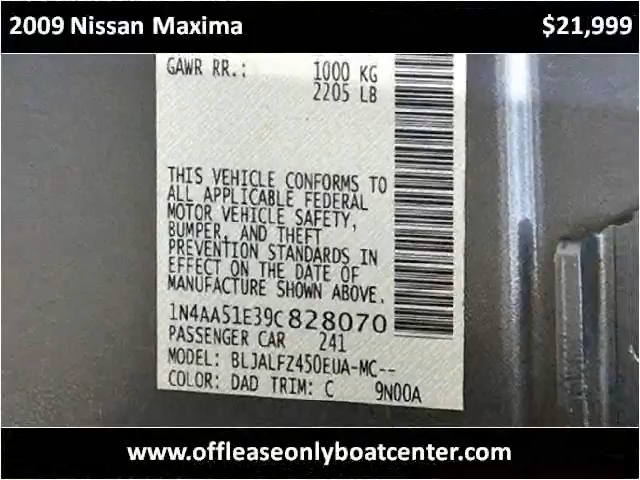 2009 Nissan Maxima $21,999
GAWR RR.: 1000 KG
2205 LB
THIS VEHICLE CONFORMS TO
ALL APPLICABLE FEDERAL
MOTOR VEHICLE SAFETY,
BUMPER, AND THEFT
PREVENTION STANDARDS IN
EFFECT ON THE DATE OF
MANUFACTURE SHOWN ABOVE.
1N4AA51E39C828070
PASSENGER CAR 241
MODEL: BLJALFZ450EUA-MC--
COLOR: DAD TRIM: C 9N00A
www.offleaseonlyboatcenter.com